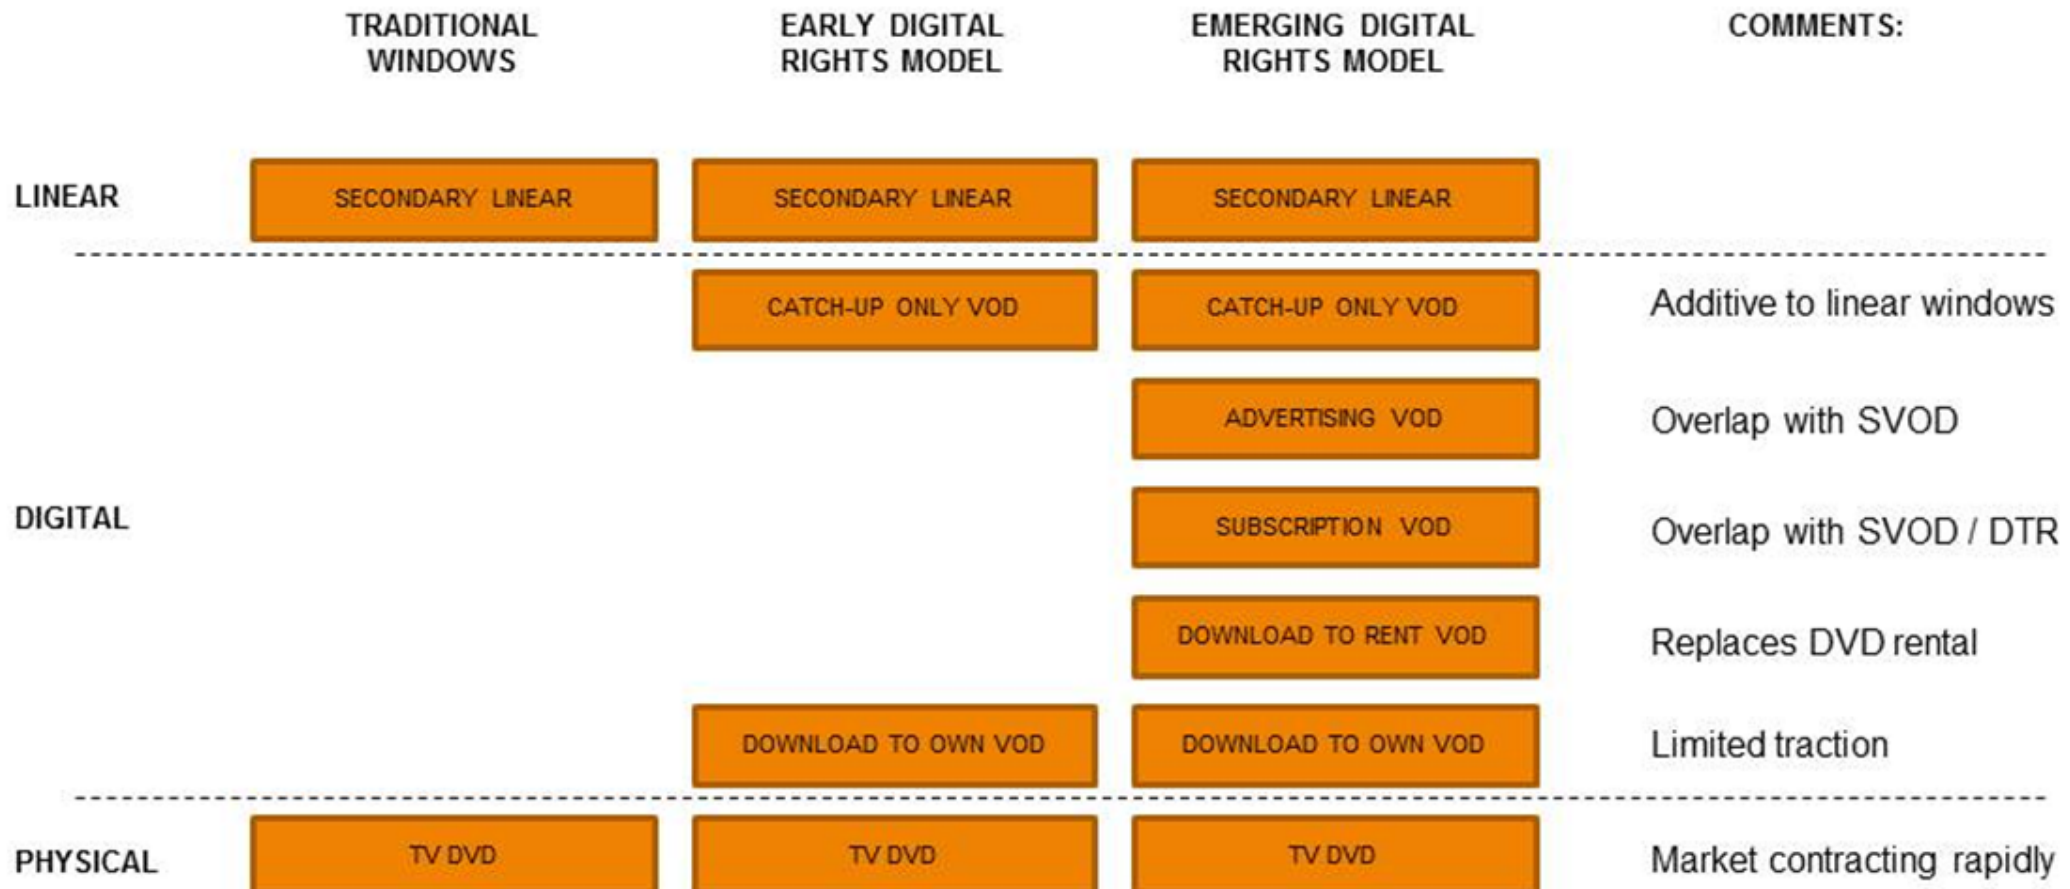 TRADITIONAL WINDOWS
EARLY DIGITAL RIGHTS MODEL
EMERGING DIGITAL RIGHTS MODEL
COMMENTS:
LINEAR
SECONDARY LINEAR
SECONDARY LINEAR
SECONDARY LINEAR
CATCH-UP ONLY VOD
CATCH-UP ONLY VOD
Additive to linear windows
ADVERTISING VOD
Overlap with SVOD
DIGITAL
SUBSCRIPTION VOD
Overlap with SVOD / DTR
DOWNLOAD TO RENT VOD
Replaces DVD rental
DOWNLOAD TO OWN VOD
DOWNLOAD TO OWN VOD
Limited traction
PHYSICAL
TV DVD
TV DVD
TV DVD
Market contracting rapidly